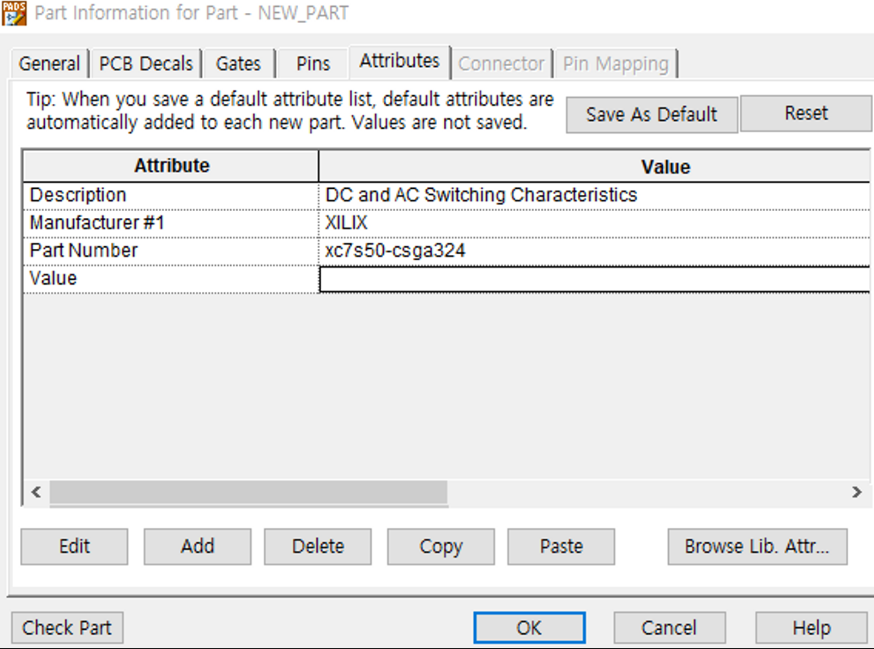 PADS
Part Information for Part - NEW_PART
General PCB Decals Gates Pins Attributes Connector Pin Mapping
Tip: When you save a default attribute list, default attributes are
automatically added to each new part. Values are not saved.
Save As Default Reset
Attribute Value
Description DC and AC Switching Characteristics
Manufacturer #1 XILIX
Part Number xc7s50-csga324
Value
Edit Add Delete Copy Paste Browse Lib. Attr...
Check Part OK Cancel Help